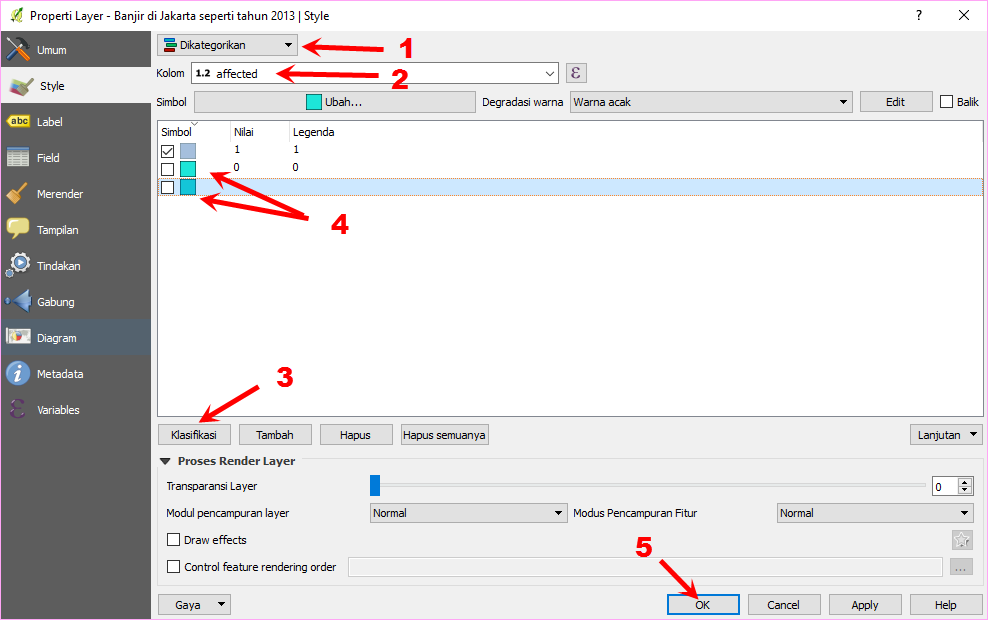 Properti Layer - Banjir di Jakarta seperti tahun 2013 | Style
?
Umum
Style
abc Label
Field
Merender
Tampilan
Tindakan
Gabung
Diagram
Metadata
Variables
Dikategorikan
1
Kolom 1.2 affected ε
2
Simbol Ubah... Degradasi warna Warna acak Edit Balik
Simbol Nilai Legenda
1 1
0 0
4
3
Klasifikasi Tambah Hapus Hapus semuanya Lanjutan
Proses Render Layer
Transparansi Layer 0
Modul pencampuran layer Normal Modus Pencampuran Fitur Normal
Draw effects
5
Control feature rendering order ...
Gaya OK Cancel Apply Help